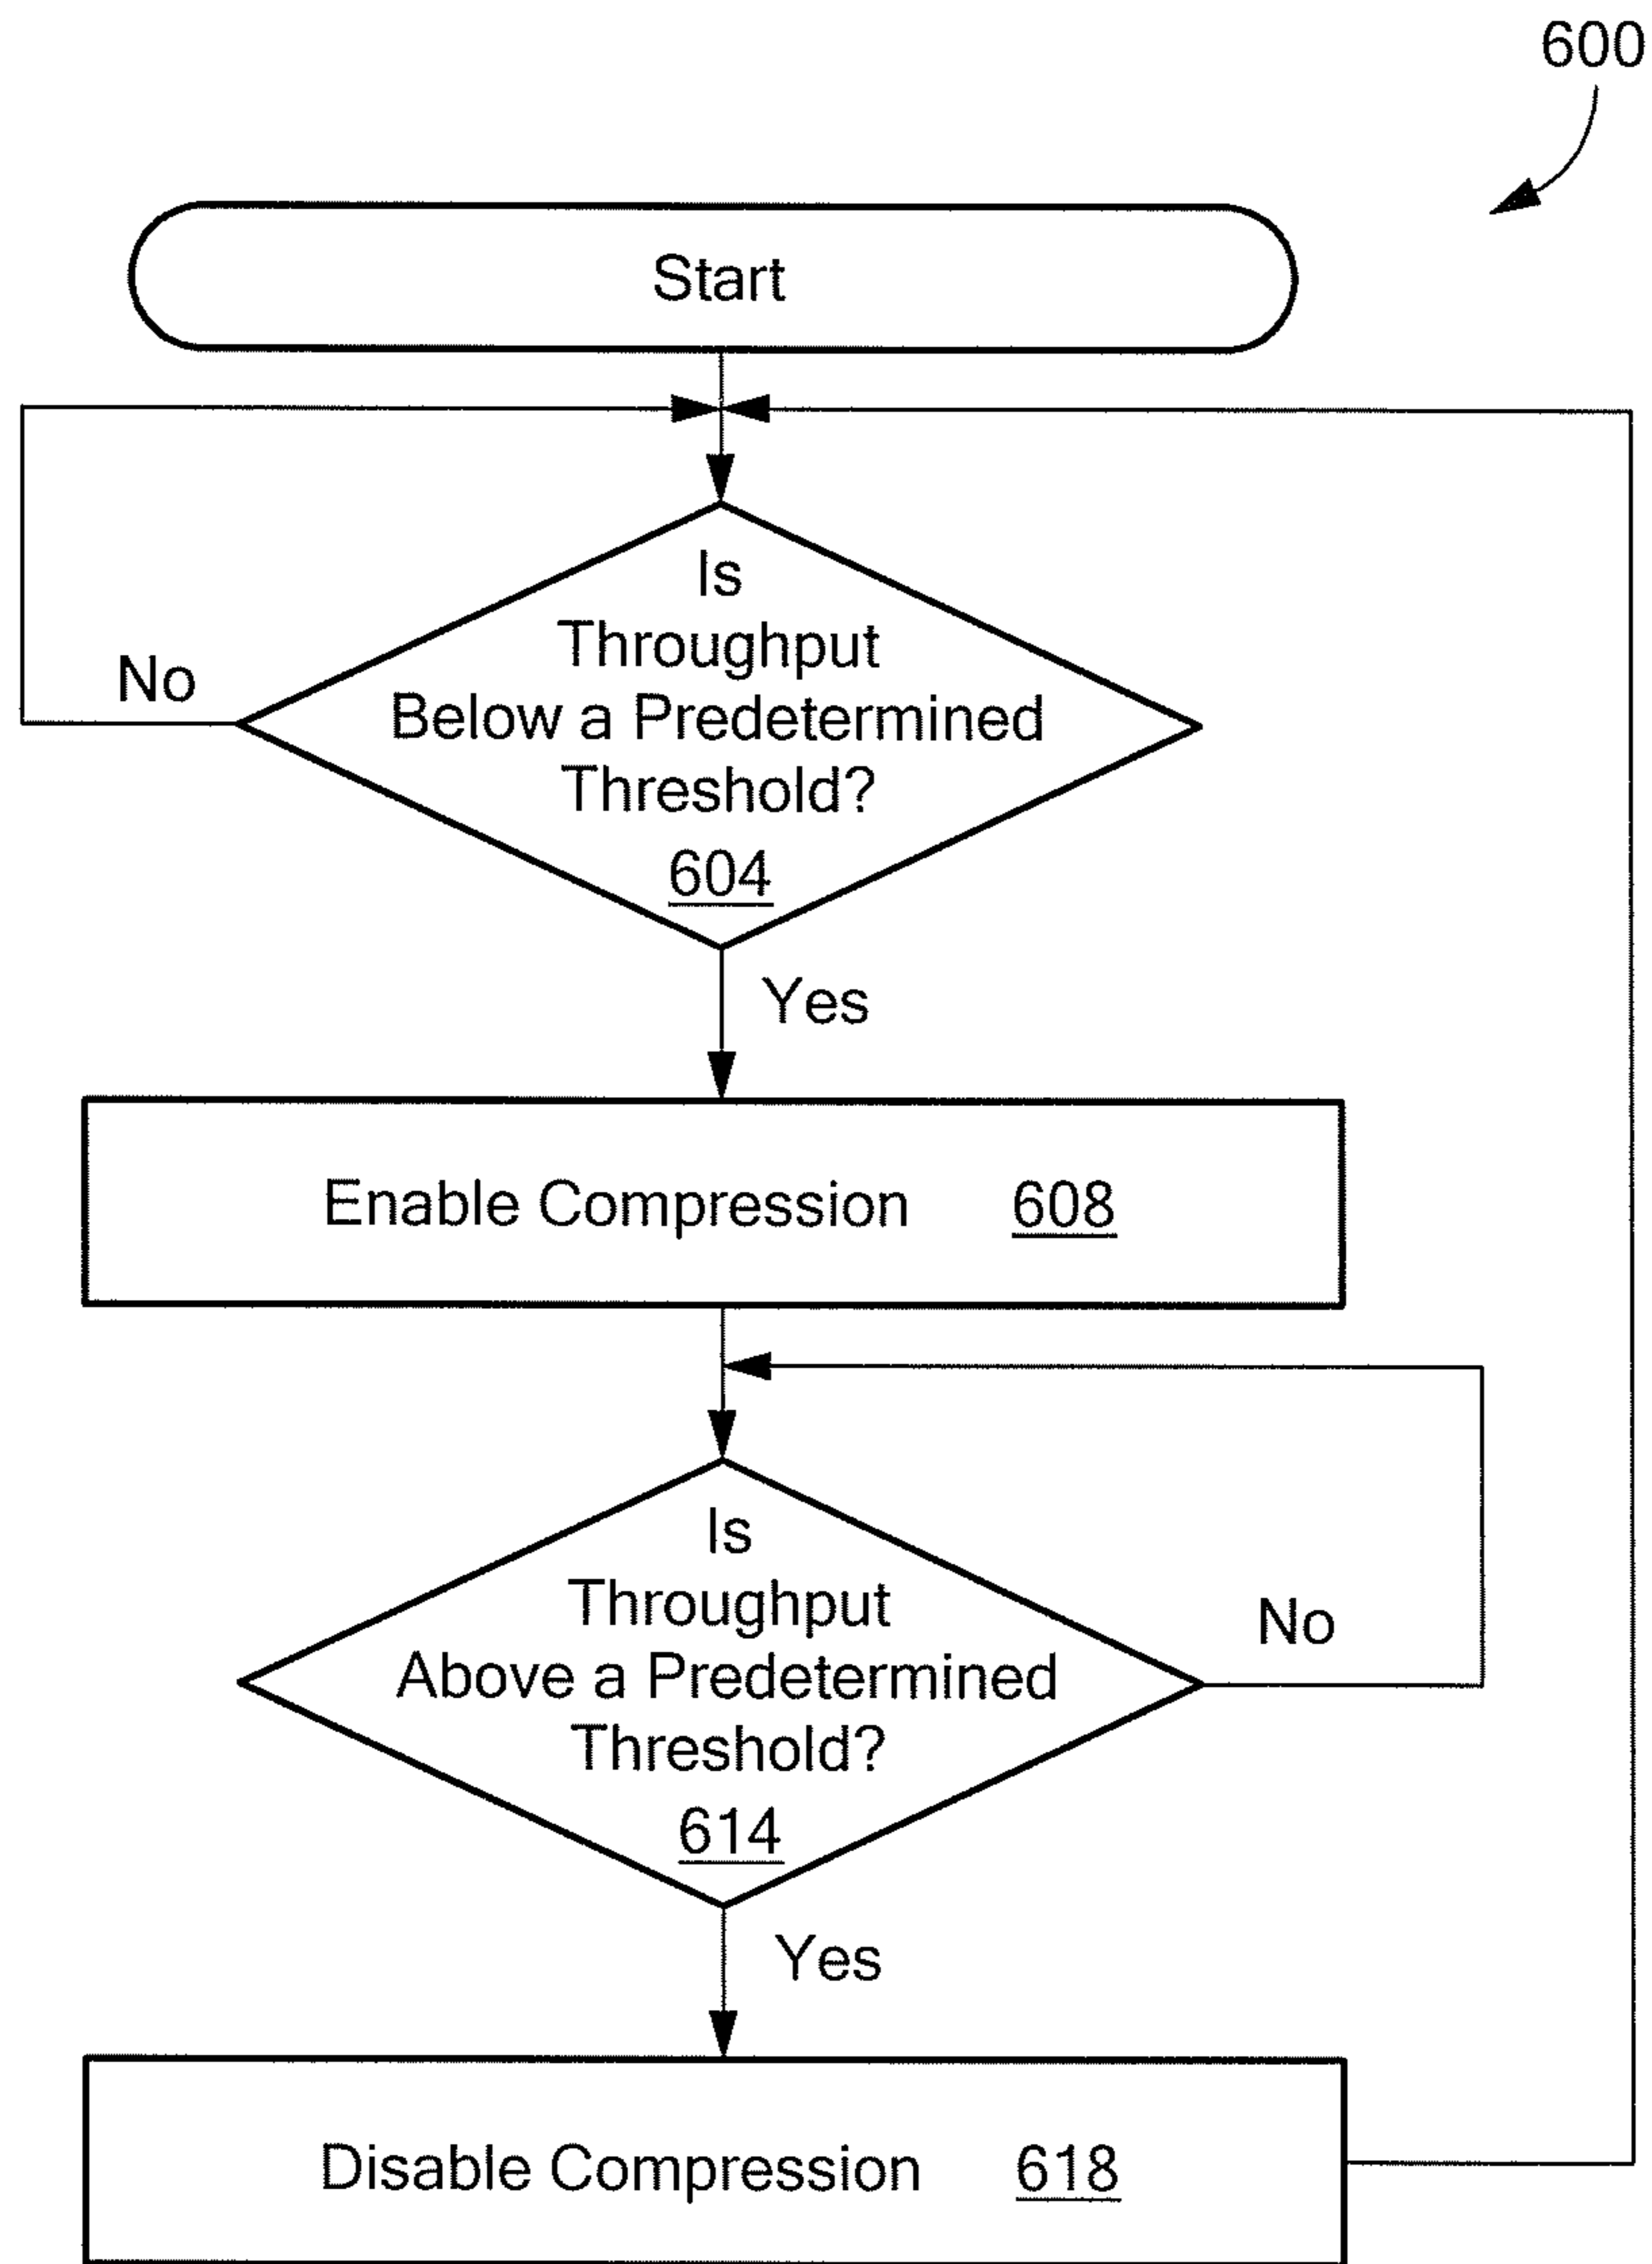 600
Start
Is
Throughput
Below a Predetermined
Threshold?
604
No
Yes
Enable Compression 608
Is
Throughput
Above a Predetermined
Threshold?
614
No
Yes
Disable Compression 618